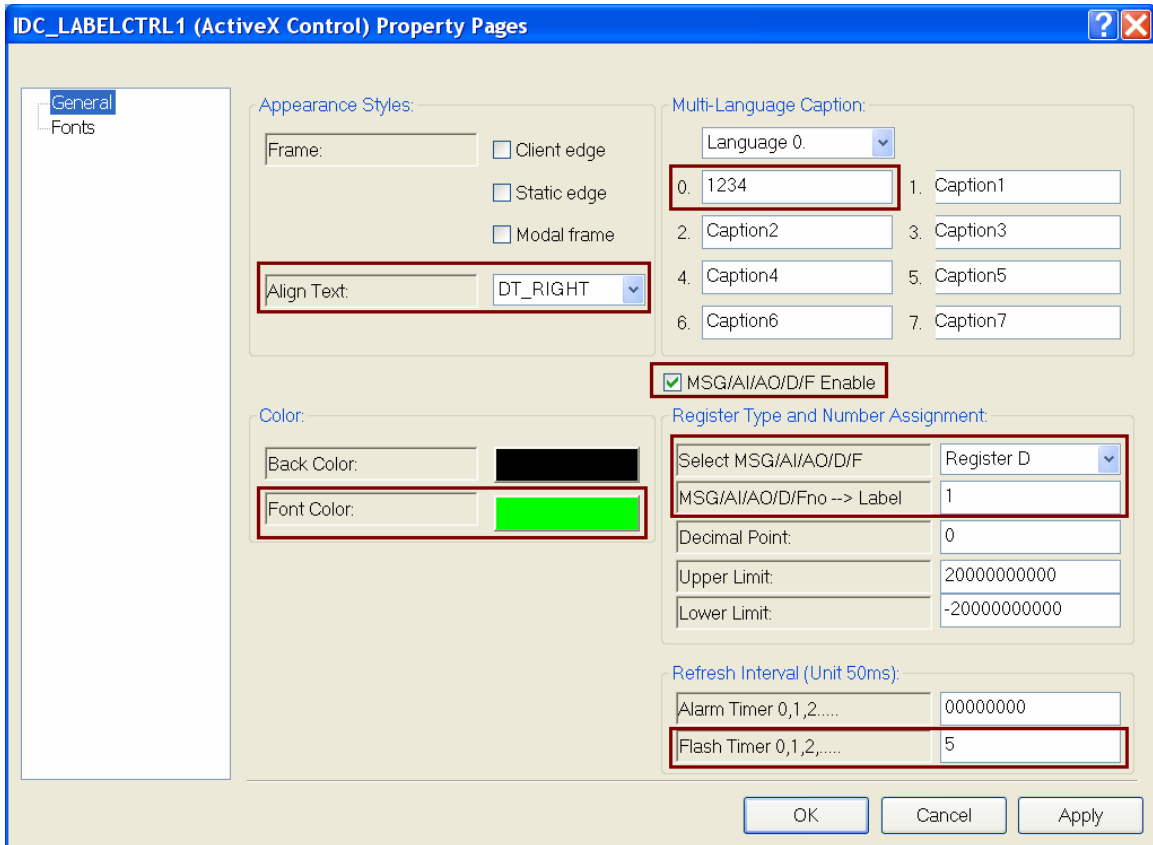 IDC_LABELCTRL1 (ActiveX Control) Property Pages
General
Fonts
Appearance Styles:
Frame:
Client edge
Static edge
Modal frame
Align Text:
DT_RIGHT
Multi-Language Caption:
Language 0.
0. 1234 1. Caption1
2. Caption2 3. Caption3
4. Caption4 5. Caption5
6. Caption6 7. Caption7
MSG/AI/AO/D/F Enable
Color:
Back Color:
Font Color:
Register Type and Number Assignment:
Select MSG/AI/AO/D/F Register D
MSG/AI/AO/D/Fno --> Label 1
Decimal Point: 0
Upper Limit: 20000000000
Lower Limit: -20000000000
Refresh Interval (Unit 50ms):
Alarm Timer 0,1,2..... 00000000
Flash Timer 0,1,2,..... 5
OK Cancel Apply